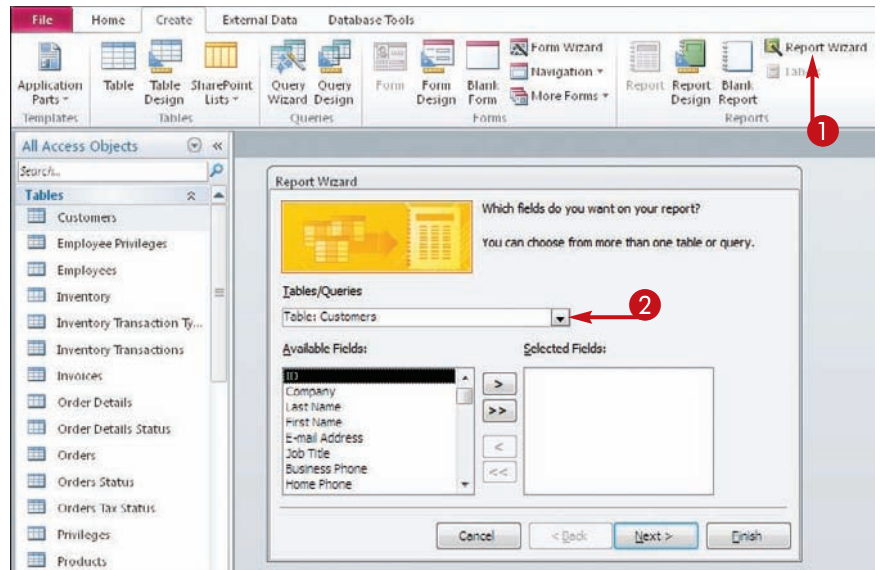 File Home Create External Data Database Tools
Application Parts
Table
Table Design
SharePoint Lists
Query Wizard
Query Design
Form
Form Design
Blank Form
Form Wizard
Navigation
More Forms
Report
Report Design
Blank Report
Report Wizard
Labels
Templates Tables Queries Forms Reports
1
All Access Objects
Search...
Tables
Customers
Employee Privileges
Employees
Inventory
Inventory Transaction Ty...
Inventory Transactions
Invoices
Order Details
Order Details Status
Orders
Orders Status
Orders Tax Status
Privileges
Products
Report Wizard
Which fields do you want on your report?
You can choose from more than one table or query.
Tables/Queries
Table: Customers
2
Available Fields:
ID
Company
Last Name
First Name
E-mail Address
Job Title
Business Phone
Home Phone
>
>>
<
<<
Selected Fields:
Cancel < Back Next > Finish